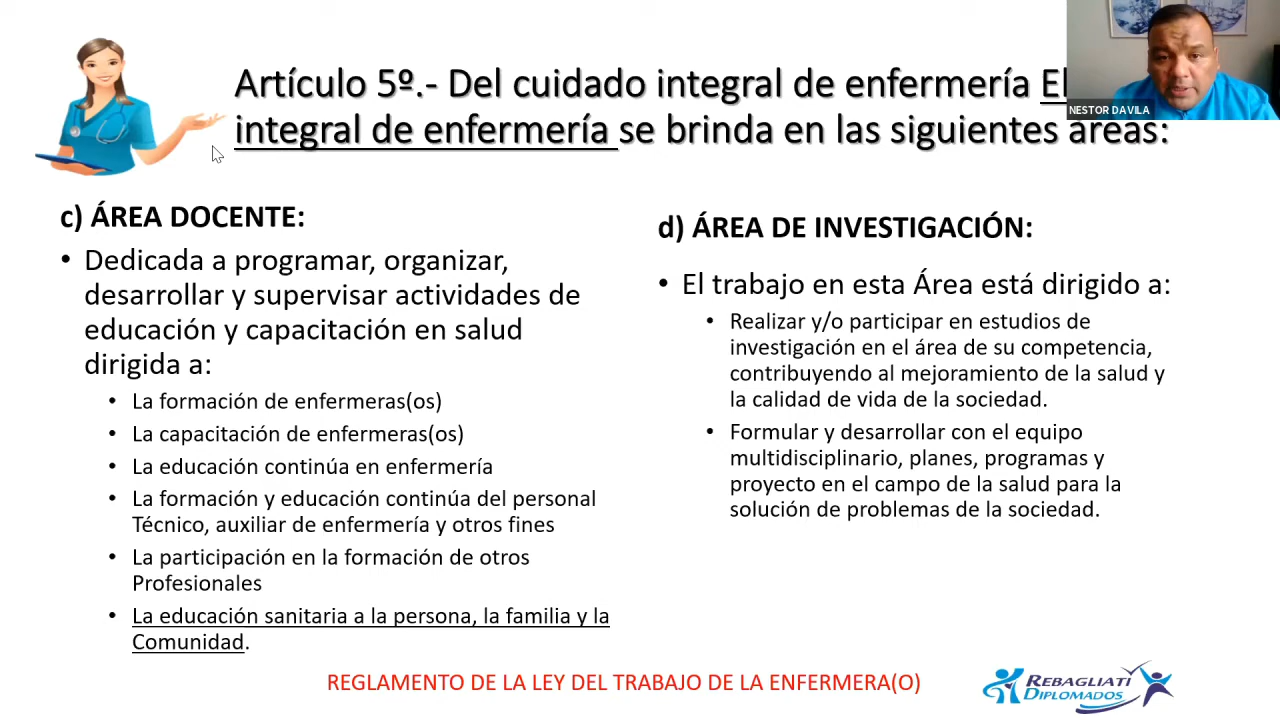 Artículo 5º.- Del cuidado integral de enfermería El
integral de enfermería se brinda en las siguientes áreas:
NESTOR DAVILA
c) ÁREA DOCENTE:
• Dedicada a programar, organizar,
desarrollar y supervisar actividades de
educación y capacitación en salud
dirigida a:
• La formación de enfermeras(os)
• La capacitación de enfermeras(os)
• La educación continúa en enfermería
• La formación y educación continúa del personal
Técnico, auxiliar de enfermería y otros fines
• La participación en la formación de otros
Profesionales
• La educación sanitaria a la persona, la familia y la
Comunidad.
d) ÁREA DE INVESTIGACIÓN:
• El trabajo en esta Área está dirigido a:
• Realizar y/o participar en estudios de
investigación en el área de su competencia,
contribuyendo al mejoramiento de la salud y
la calidad de vida de la sociedad.
• Formular y desarrollar con el equipo
multidisciplinario, planes, programas y
proyecto en el campo de la salud para la
solución de problemas de la sociedad.
REGLAMENTO DE LA LEY DEL TRABAJO DE LA ENFERMERA(O)
REBAGLIATI
DIPLOMADOS